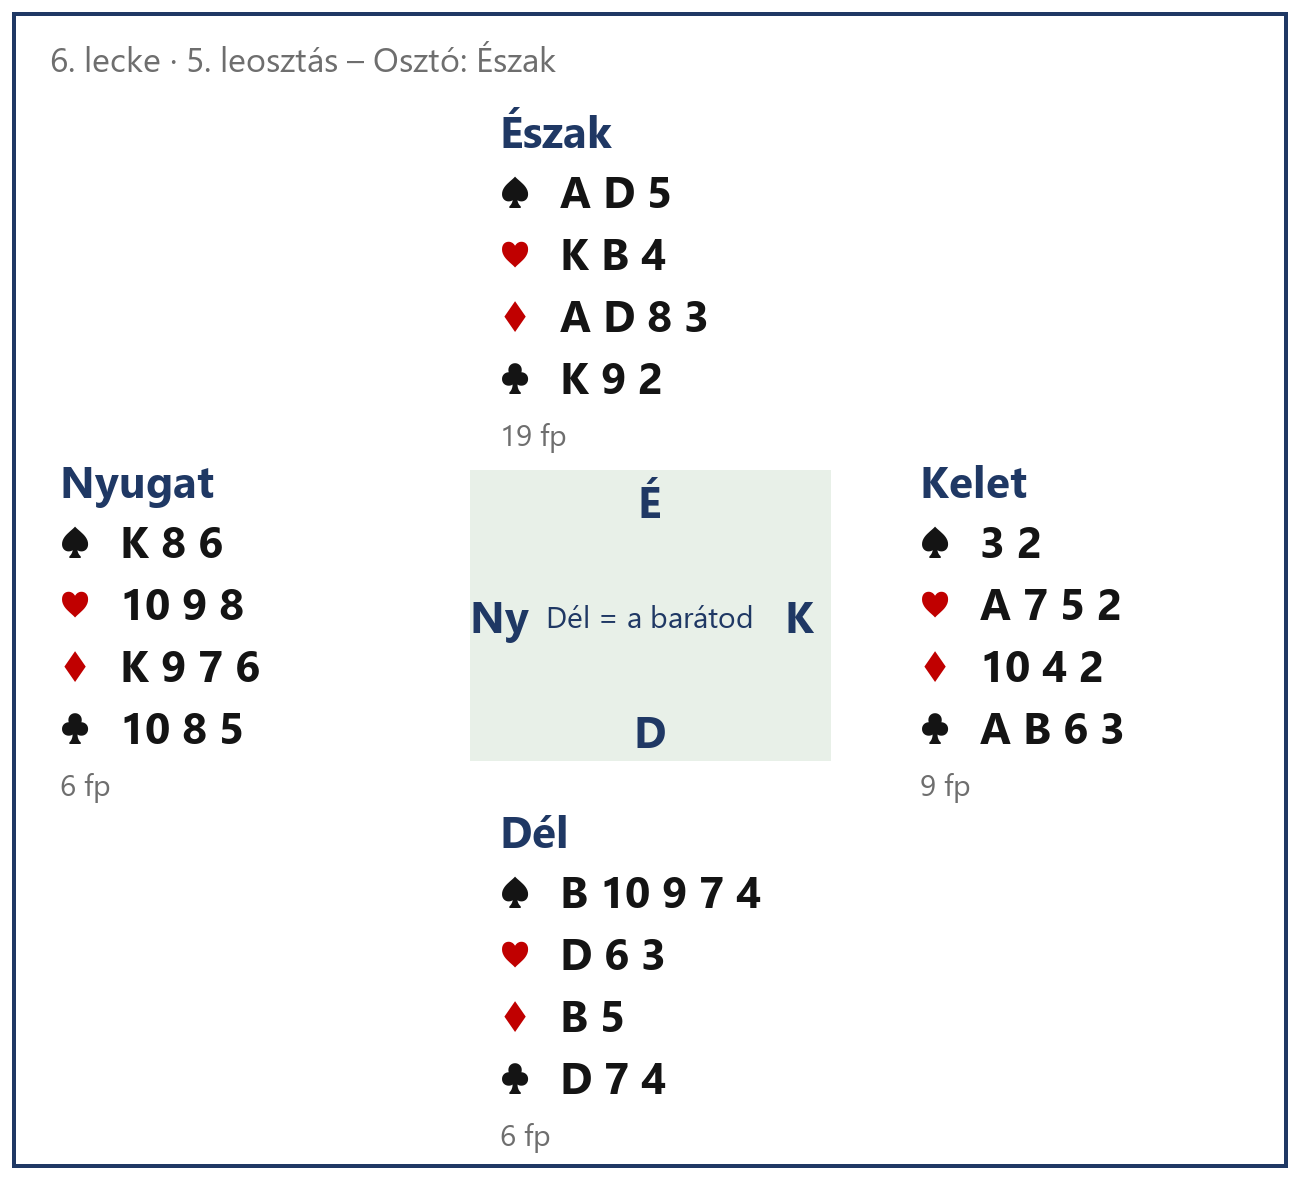 6. lecke · 5. leosztás – Osztó: Észak
Észak
♠ A D 5
♥ K B 4
♦ A D 8 3
♣ K 9 2
19 fp
Nyugat
♠ K 8 6
♥ 10 9 8
♦ K 9 7 6
♣ 10 8 5
6 fp
É
Ny Dél = a barátod K
D
Kelet
♠ 3 2
♥ A 7 5 2
♦ 10 4 2
♣ A B 6 3
9 fp
Dél
♠ B 10 9 7 4
♥ D 6 3
♦ B 5
♣ D 7 4
6 fp